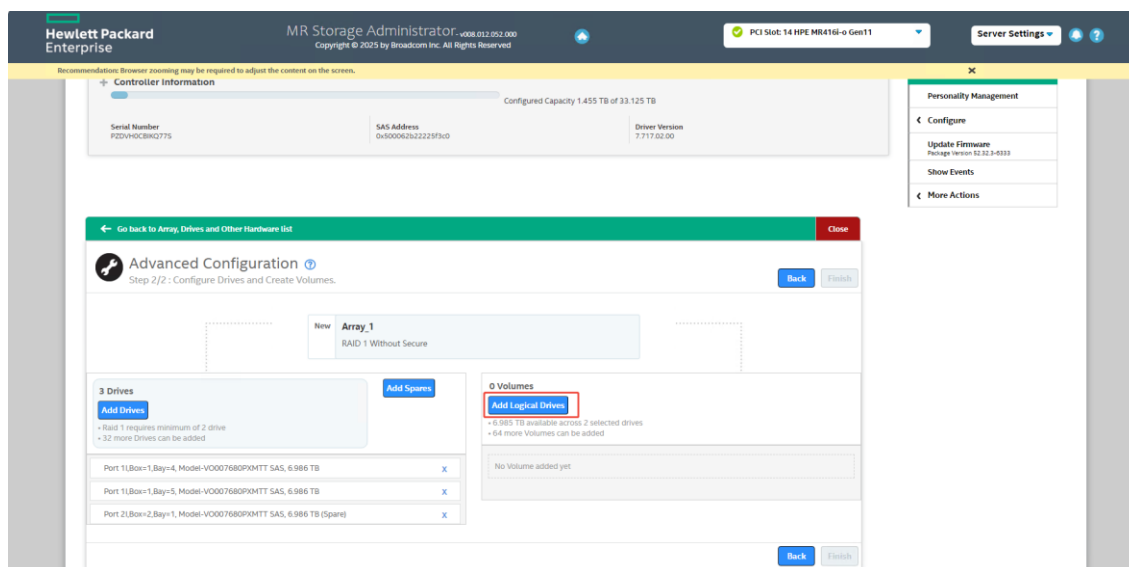 Hewlett Packard
Enterprise
MR Storage Administrator. v008.012.052.000
Copyright © 2025 by Broadcom Inc. All Rights Reserved
PCI Slot: 14 HPE MR416i-o Gen11
Server Settings
Recommendation: Browser zooming may be required to adjust the content on the screen.
Controller Information
Configured Capacity 1.455 TB of 33.125 TB
Serial Number
SAS Address
Driver Version
PZDVH0CBIKQ77S
0x500062b22225f3c0
7.717.02.00
Personality Management
Configure
Update Firmware
Package Version 52.32.3-6333
Show Events
More Actions
Go back to Array, Drives and Other Hardware list
Close
Advanced Configuration
Step 2/2 : Configure Drives and Create Volumes.
Back
Finish
New
Array_1
RAID 1 Without Secure
3 Drives
Add Spares
Add Drives
• Raid 1 requires minimum of 2 drive
• 32 more Drives can be added
Port 1I,Box=1,Bay=4, Model-VO007680PXMTT SAS, 6.986 TB x
Port 1I,Box=1,Bay=5, Model-VO007680PXMTT SAS, 6.986 TB x
Port 2I,Box=2,Bay=1, Model-VO007680PXMTT SAS, 6.986 TB (Spare) x
0 Volumes
Add Logical Drives
• 6.985 TB available across 2 selected drives
• 64 more Volumes can be added
No Volume added yet
Back
Finish